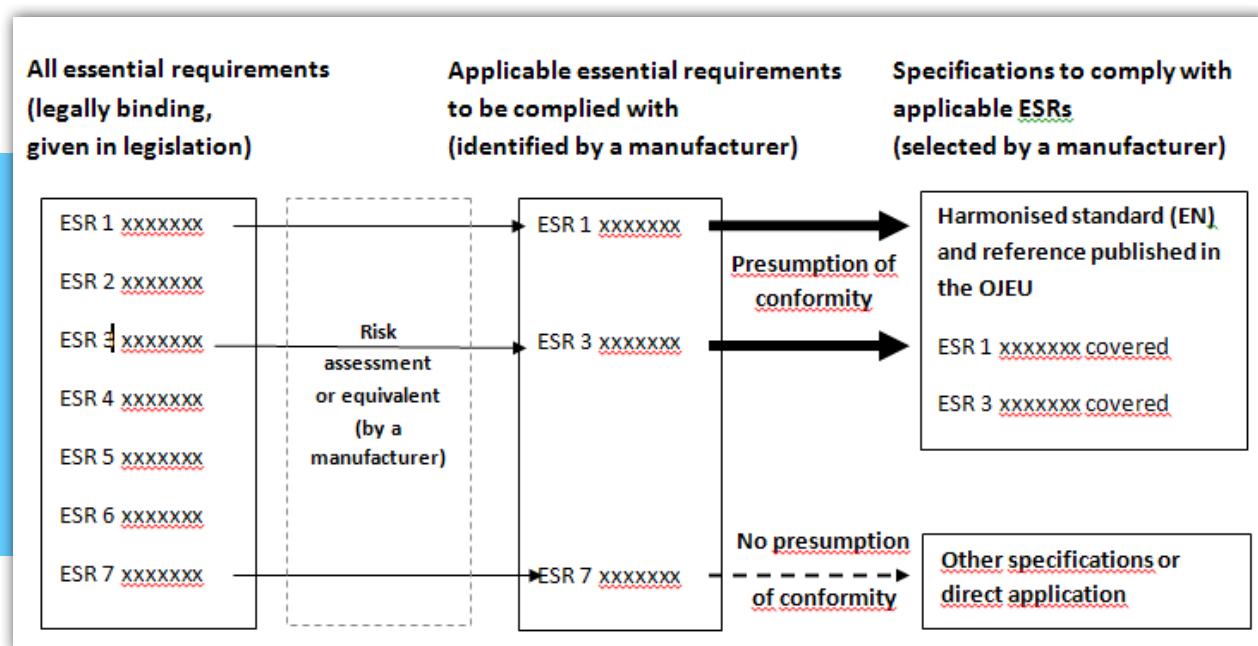 All essential requirements
(legally binding,
given in legislation)
Applicable essential requirements
to be complied with
(identified by a manufacturer)
Specifications to comply with
applicable ESRs
(selected by a manufacturer)
ESR 1 xxxxxxx
ESR 2 xxxxxxx
ESR 3 xxxxxxx
ESR 4 xxxxxxx
ESR 5 xxxxxxx
ESR 6 xxxxxxx
ESR 7 xxxxxxx
Risk
assessment
or equivalent
(by a
manufacturer)
ESR 1 xxxxxxx
ESR 3 xxxxxxx
ESR 7 xxxxxxx
Presumption of
conformity
No presumption
of conformity
Harmonised standard (EN)
and reference published in
the OJEU
ESR 1 xxxxxxx covered
ESR 3 xxxxxxx covered
Other specifications or
direct application